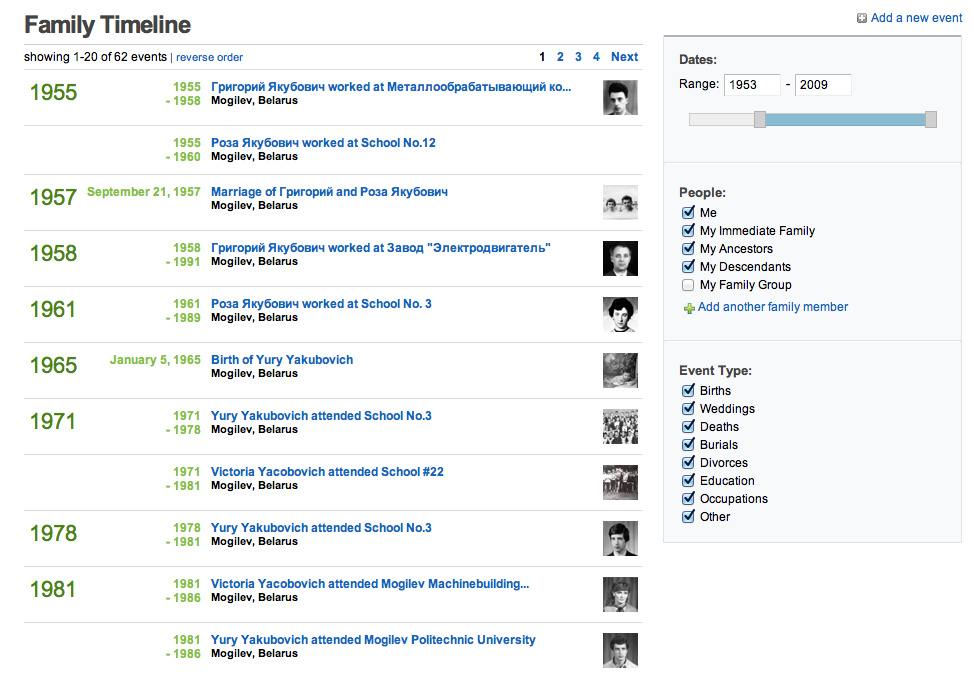 Family Timeline
Add a new event
showing 1-20 of 62 events | reverse order
1 2 3 4 Next
1955
1955 - 1958
Григорий Якубович worked at Металлообрабатывающий ко...
Mogilev, Belarus
1955 - 1960
Роза Якубович worked at School No.12
Mogilev, Belarus
1957
September 21, 1957
Marriage of Григорий and Роза Якубович
Mogilev, Belarus
1958
1958 - 1991
Григорий Якубович worked at Завод "Электродвигатель"
Mogilev, Belarus
1961
1961 - 1989
Роза Якубович worked at School No. 3
Mogilev, Belarus
1965
January 5, 1965
Birth of Yury Yakubovich
Mogilev, Belarus
1971
1971 - 1978
Yury Yakubovich attended School No.3
Mogilev, Belarus
1971 - 1981
Victoria Yacobovich attended School #22
Mogilev, Belarus
1978
1978 - 1981
Yury Yakubovich attended School No.3
Mogilev, Belarus
1981
1981 - 1986
Victoria Yacobovich attended Mogilev Machinebuilding...
Mogilev, Belarus
1981 - 1986
Yury Yakubovich attended Mogilev Politechnic University
Mogilev, Belarus
Dates:
Range: 1953 - 2009
People:
Me
My Immediate Family
My Ancestors
My Descendants
My Family Group
Add another family member
Event Type:
Births
Weddings
Deaths
Burials
Divorces
Education
Occupations
Other